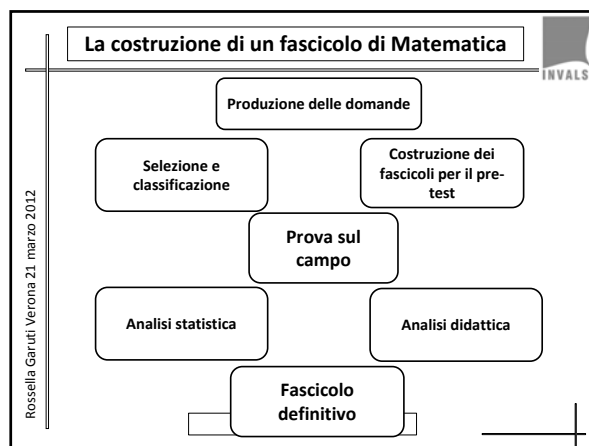 La costruzione di un fascicolo di Matematica
INVALS
Produzione delle domande
Selezione e
classificazione
Costruzione dei
fascicoli per il pre-
test
Prova sul
campo
Analisi statistica
Analisi didattica
Fascicolo
definitivo
Rossella Garuti Verona 21 marzo 2012